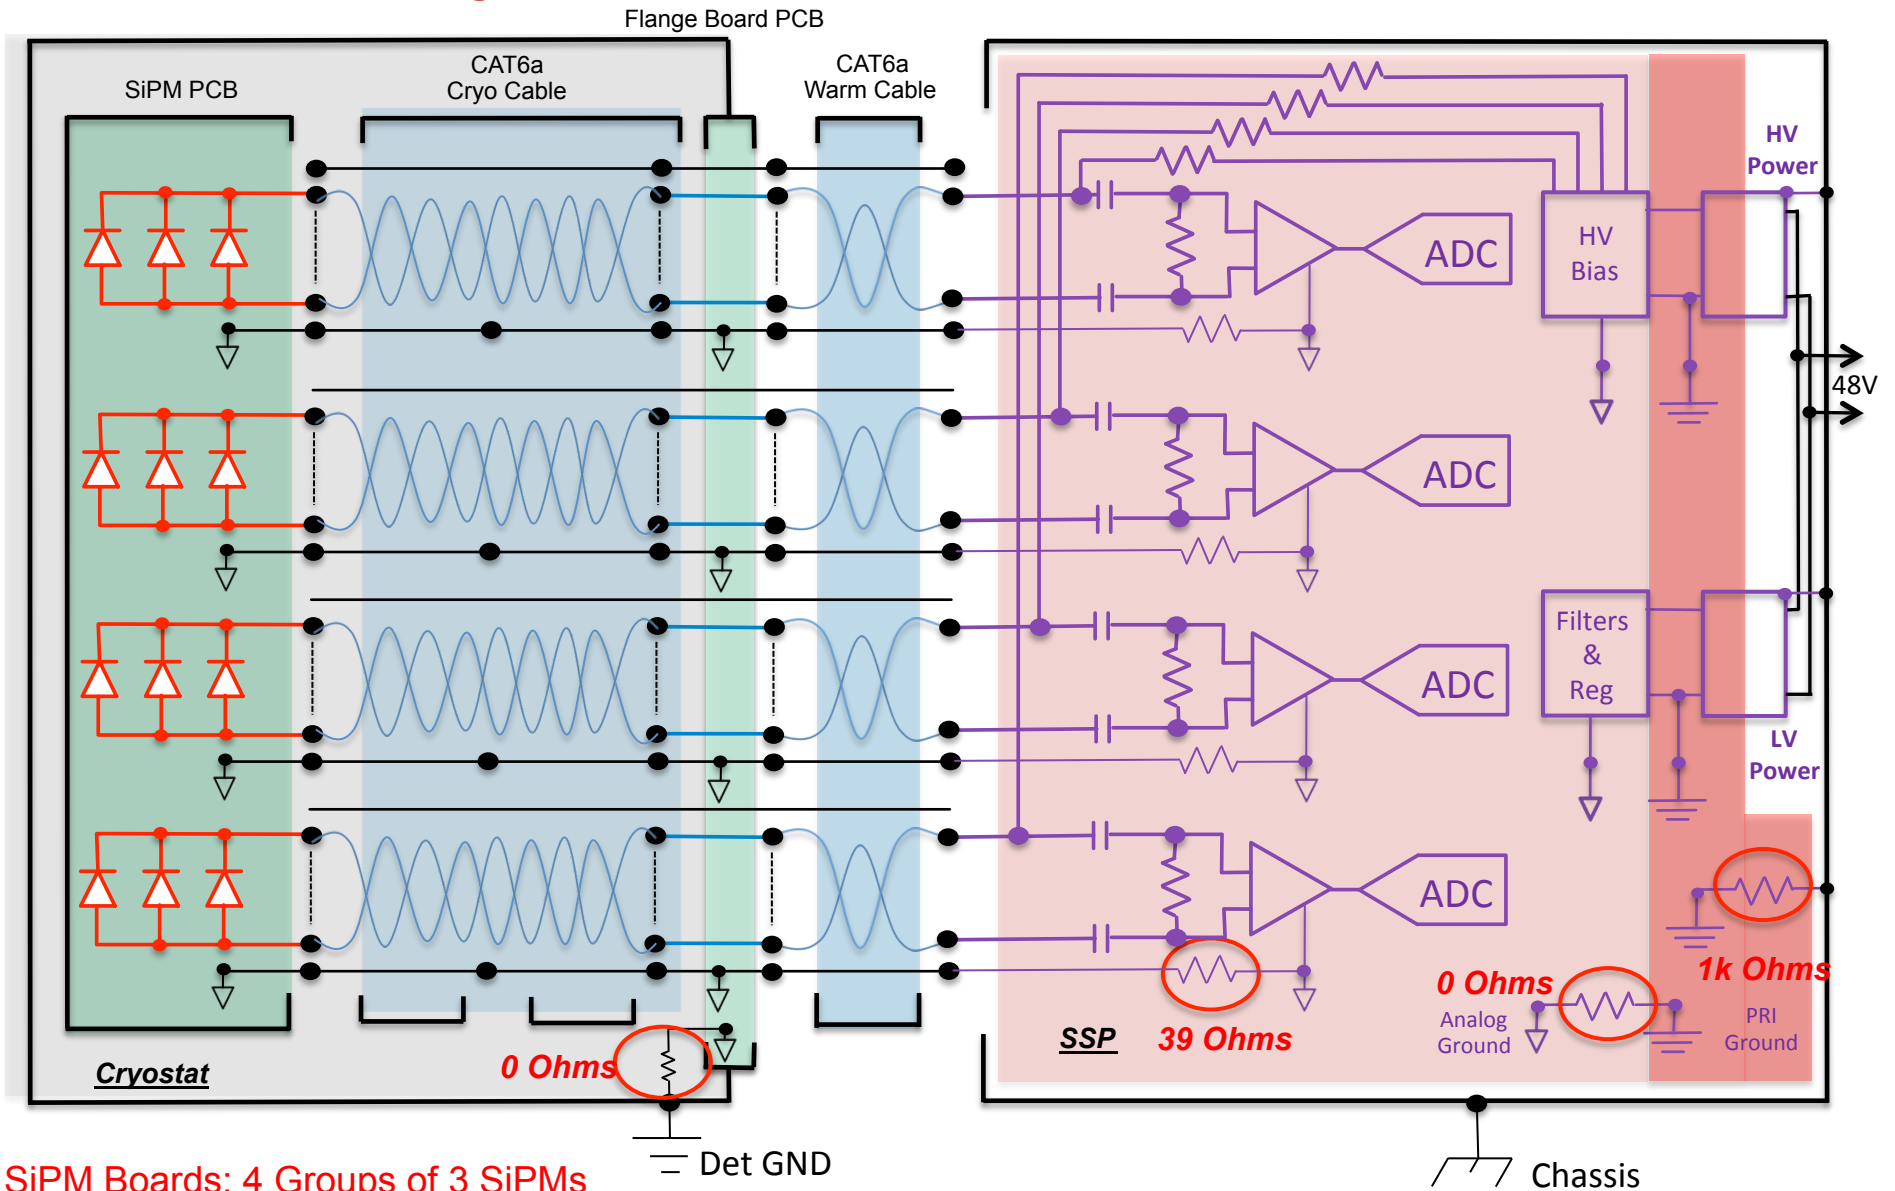 Flange Board PCB
SiPM PCB
CAT6a
Cryo Cable
CAT6a
Warm Cable
HV
Power
HV
Bias
ADC
48V
ADC
Filters
&
Reg
ADC
LV
Power
ADC
1k Ohms
0 Ohms
Analog
Ground
PRI
Ground
SSP
39 Ohms
0 Ohms
Cryostat
Det GND
Chassis
SiPM Boards: 4 Groups of 3 SiPMs